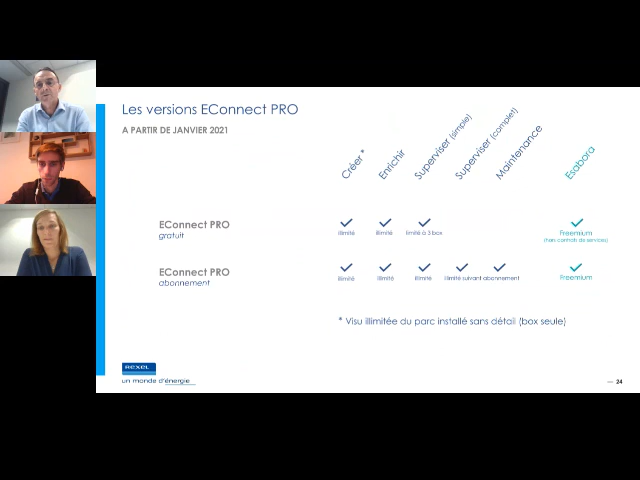 Les versions EConnect PRO
A PARTIR DE JANVIER 2021
Créer *
Enrichir
Superviser (simple)
Superviser (complet)
Maintenance
Esabora
EConnect PRO
gratuit
illimité
illimité
limité à 3 box
Freemium
(hors contrats de services)
EConnect PRO
abonnement
illimité
illimité
illimité
illimité suivant abonnement
Freemium
* Visu illimitée du parc installé sans détail (box seule)
REXEL
un monde d'énergie
— 24